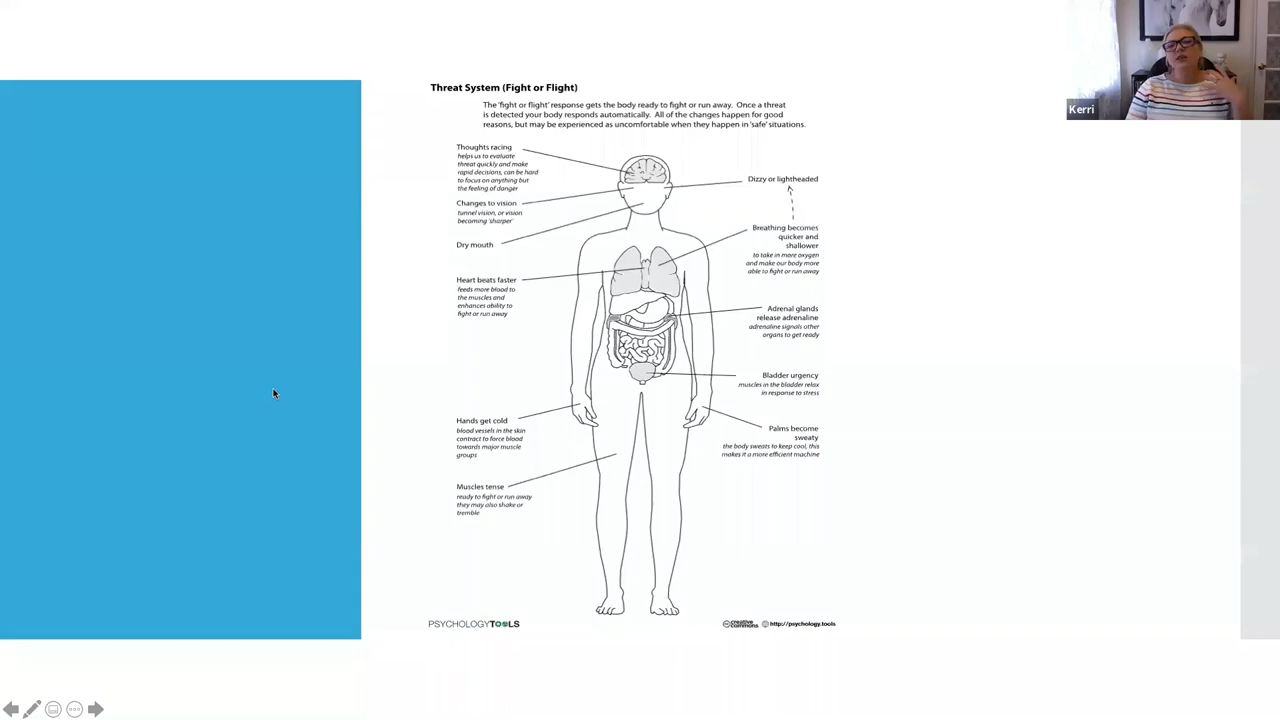 Kerri
Threat System (Fight or Flight)
The 'fight or flight' response gets the body ready to fight or run away. Once a threat
is detected your body responds automatically. All of the changes happen for good
reasons, but may be experienced as uncomfortable when they happen in 'safe' situations.
Thoughts racing
helps us to evaluate
threat quickly and make
rapid decisions, can be hard
to focus on anything but
the feeling of danger
Changes to vision
tunnel vision, or vision
becoming 'sharper'
Dry mouth
Heart beats faster
feeds more blood to
the muscles and
enhances ability to
fight or run away
Hands get cold
blood vessels in the skin
contract to force blood
towards major muscle
groups
Muscles tense
ready to fight or run away
they may also shake or
tremble
Dizzy or lightheaded
Breathing becomes
quicker and
shallower
to take in more oxygen
and make our body more
able to fight or run away
Adrenal glands
release adrenaline
adrenaline signals other
organs to get ready
Bladder urgency
muscles in the bladder relax
in response to stress
Palms become
sweaty
the body sweats to keep cool, this
makes it a more efficient machine
PSYCHOLOGYTOOLS
creative
commons
http://psychology.tools